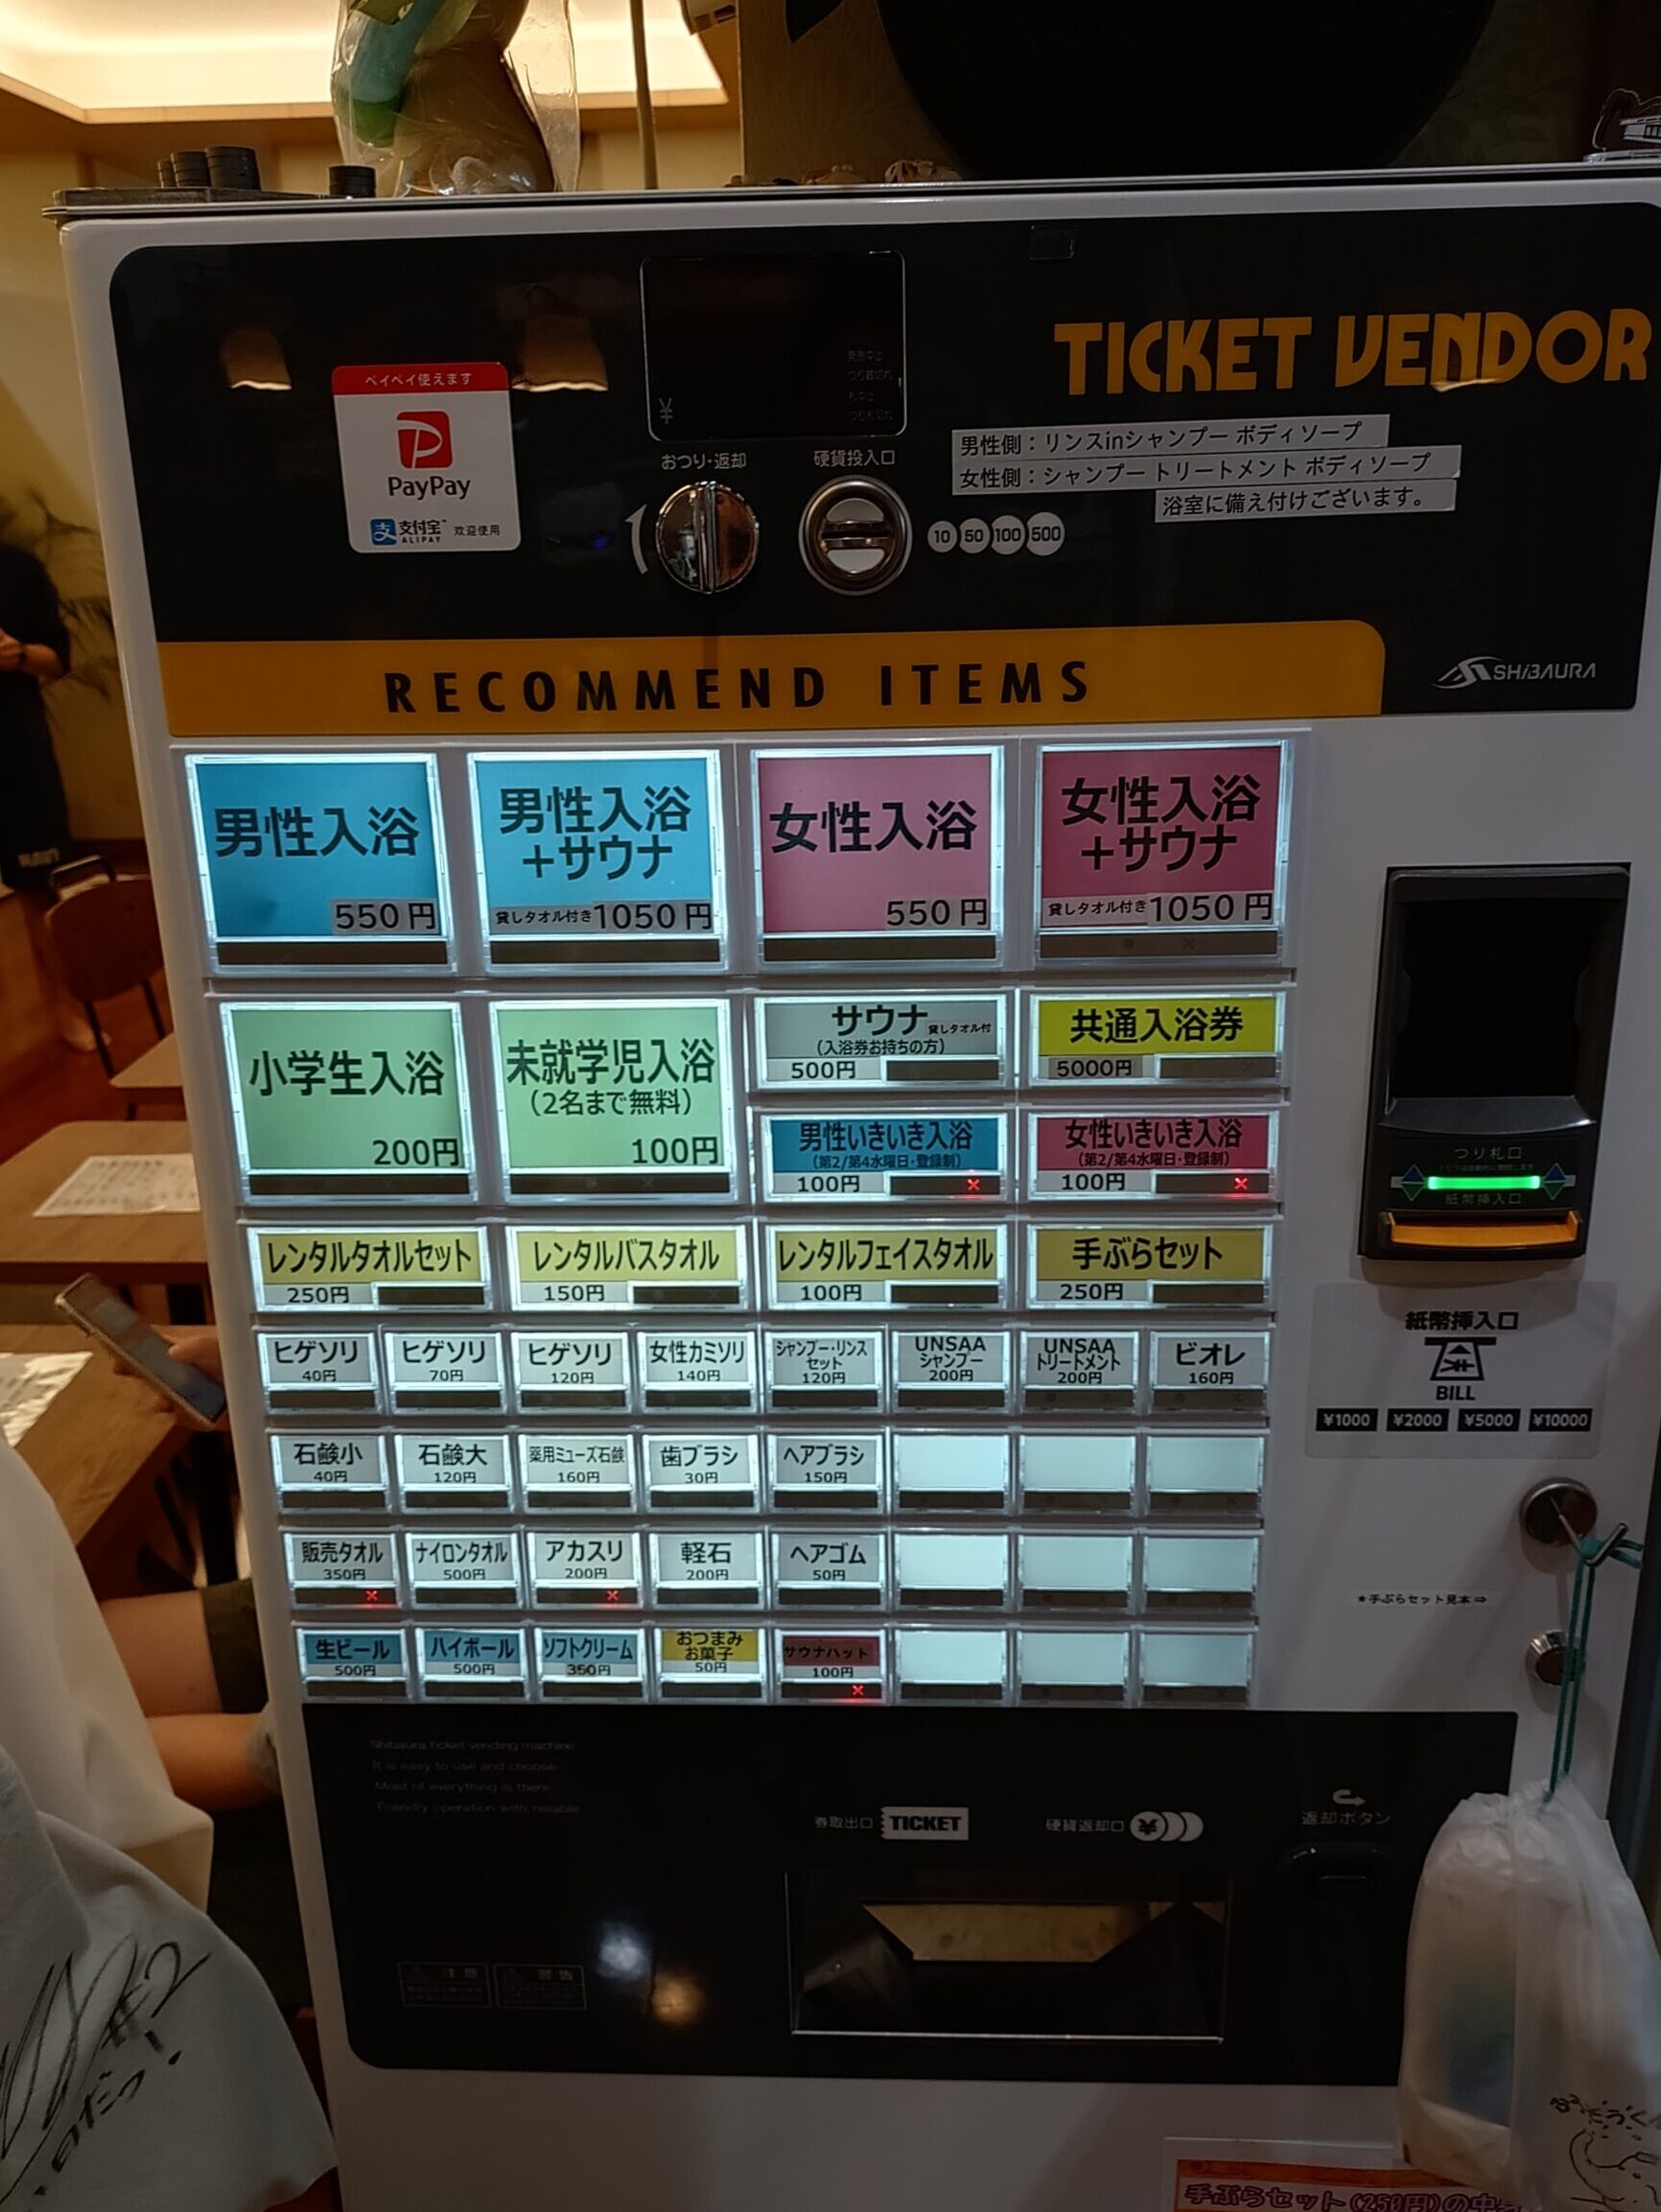 TICKET VENDOR
ペイペイ使えます
PayPay
支付宝 欢迎使用
ALIPAY
¥
発売中止
おつり・返却
硬貨投入口
10 50 100 500
男性側：リンスinシャンプー ボディソープ
女性側：シャンプー トリートメント ボディソープ
浴室に備え付けございます。
RECOMMEND ITEMS
SHiBAURA
男性入浴
550円
男性入浴
＋サウナ
貸しタオル付き1050円
女性入浴
550円
女性入浴
＋サウナ
貸しタオル付き1050円
小学生入浴
200円
未就学児入浴
（2名まで無料）
100円
サウナ 貸しタオル付
（入浴券お持ちの方）
500円
共通入浴券
5000円
男性いきいき入浴
（第2/第4水曜日・登録制）
100円
女性いきいき入浴
（第2/第4水曜日・登録制）
100円
レンタルタオルセット
250円
レンタルバスタオル
150円
レンタルフェイスタオル
100円
手ぶらセット
250円
ヒゲソリ
40円
ヒゲソリ
70円
ヒゲソリ
120円
女性カミソリ
140円
シャンプー・リンス
セット
120円
UNSAA
シャンプー
200円
UNSAA
トリートメント
200円
ビオレ
160円
石鹸小
40円
石鹸大
120円
薬用ミューズ石鹸
160円
歯ブラシ
30円
ヘアブラシ
150円
販売タオル
350円
ナイロンタオル
500円
アカスリ
200円
軽石
200円
ヘアゴム
50円
生ビール
500円
ハイボール
500円
ソフトクリーム
350円
おつまみ
お菓子
50円
サウナハット
100円
つり札口
紙幣挿入口
紙幣挿入口
BILL
¥1000 ¥2000 ¥5000 ¥10000
★手ぶらセット見本⇒
Shibaura ticket vending machine
It is easy to use and choose
Most of everything is there
Friendly operation with reliable
券取出口 TICKET
硬貨返却口 ¥
返却ボタン
注意
警告
手ぶらセット(250円)の中身